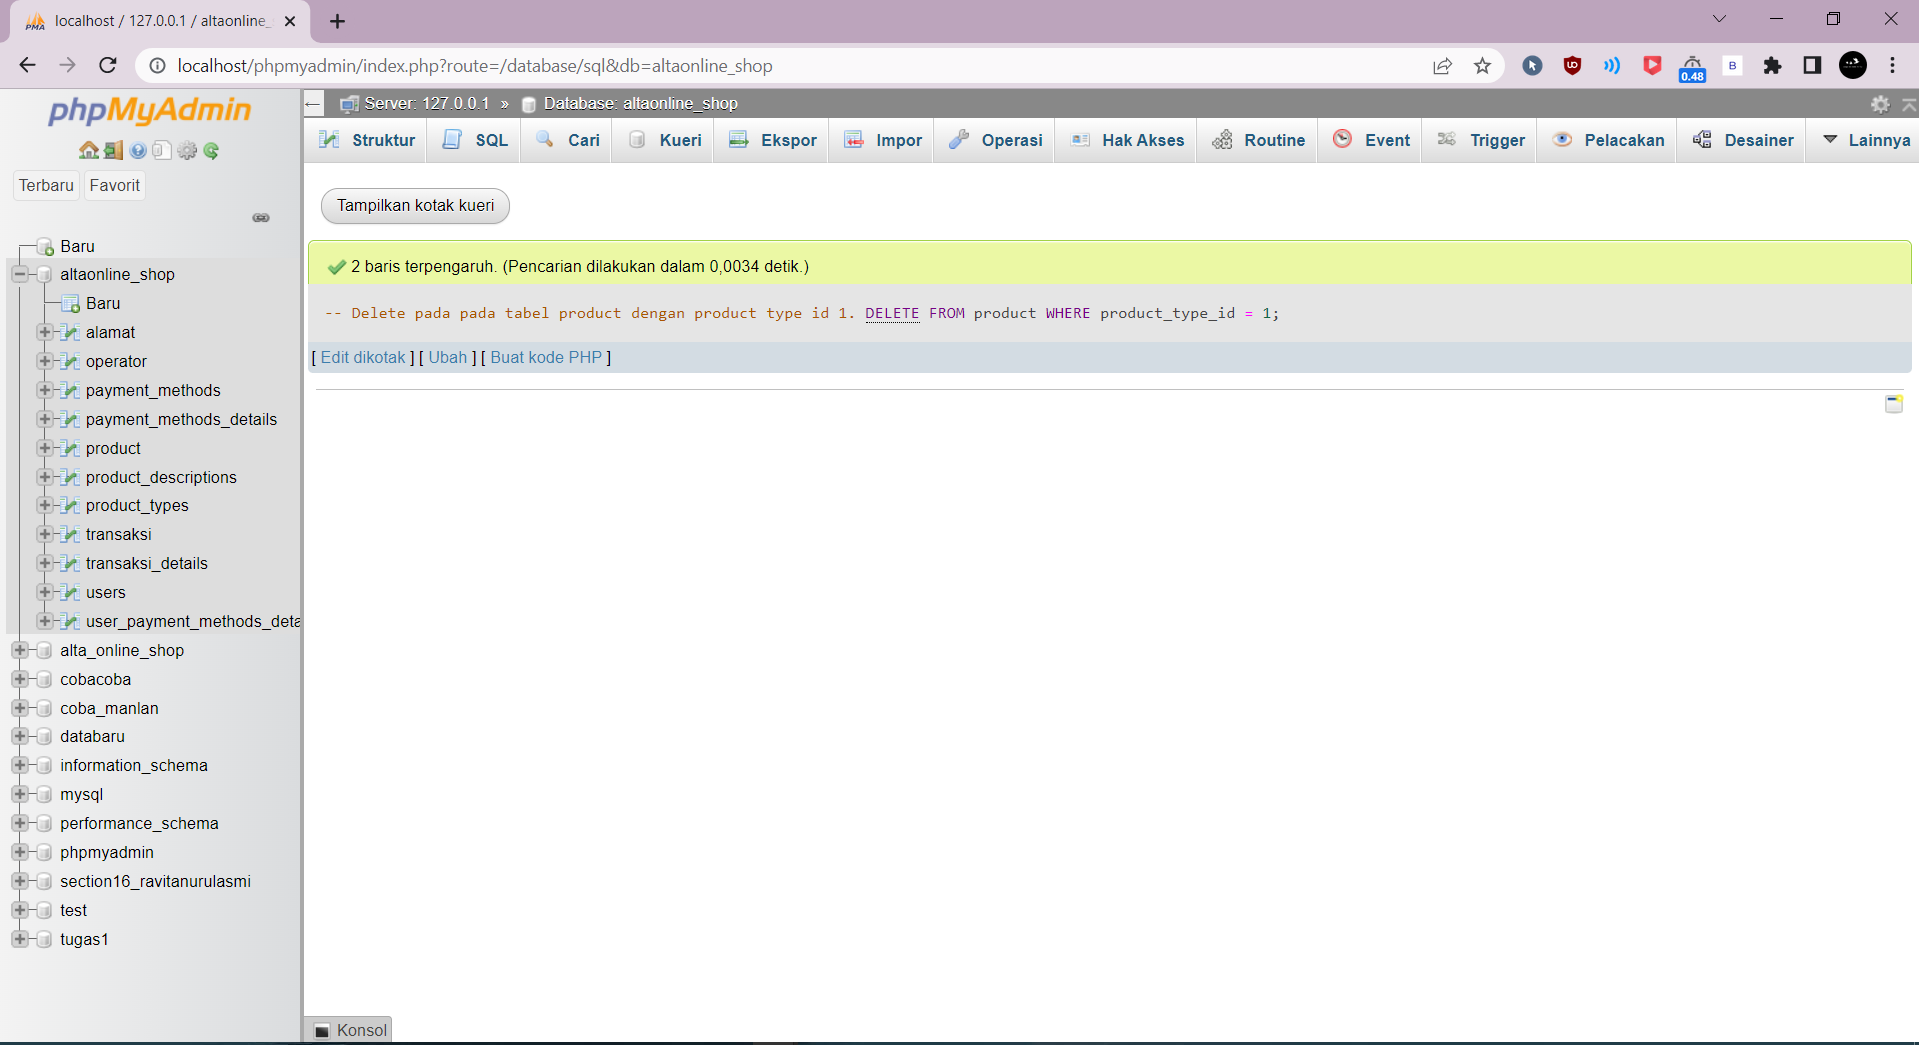 PMA localhost / 127.0.0.1 / altaonline_
localhost/phpmyadmin/index.php?route=/database/sql&db=altaonline_shop
0.48
B
phpMyAdmin
Terbaru Favorit
Baru
altaonline_shop
Baru
alamat
operator
payment_methods
payment_methods_details
product
product_descriptions
product_types
transaksi
transaksi_details
users
user_payment_methods_deta
alta_online_shop
cobacoba
coba_manlan
databaru
information_schema
mysql
performance_schema
phpmyadmin
section16_ravitanurulasmi
test
tugas1
Server: 127.0.0.1 » Database: altaonline_shop
Struktur SQL Cari Kueri Ekspor Impor Operasi Hak Akses Routine Event Trigger Pelacakan Desainer Lainnya
Tampilkan kotak kueri
2 baris terpengaruh. (Pencarian dilakukan dalam 0,0034 detik.)
-- Delete pada pada tabel product dengan product type id 1. DELETE FROM product WHERE product_type_id = 1;
[ Edit dikotak ] [ Ubah ] [ Buat kode PHP ]
Konsol